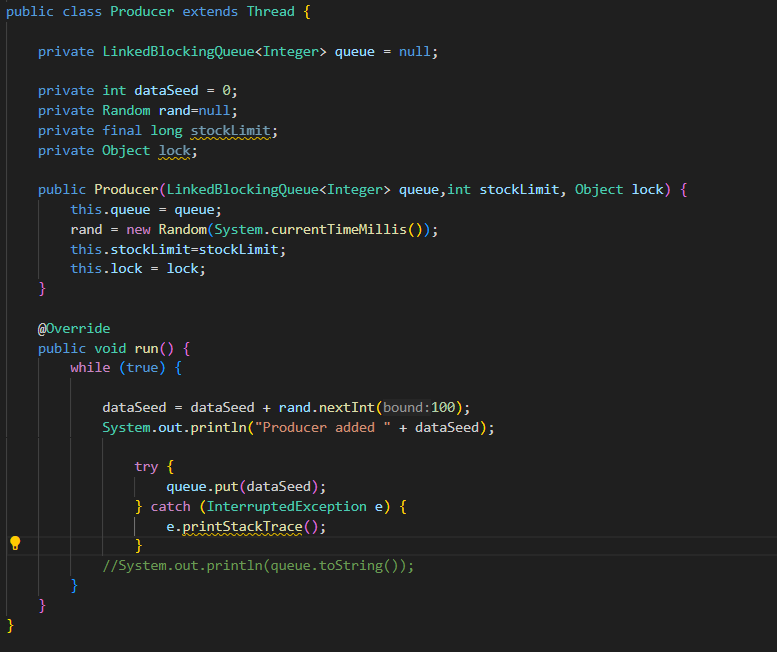 public class Producer extends Thread {
private LinkedBlockingQueue<Integer> queue = null;
private int dataSeed = 0;
private Random rand=null;
private final long stockLimit;
private Object lock;
public Producer(LinkedBlockingQueue<Integer> queue,int stockLimit, Object lock) {
this.queue = queue;
rand = new Random(System.currentTimeMillis());
this.stockLimit=stockLimit;
this.lock = lock;
}
@Override
public void run() {
while (true) {
dataSeed = dataSeed + rand.nextInt(bound:100);
System.out.println("Producer added " + dataSeed);
try {
queue.put(dataSeed);
} catch (InterruptedException e) {
e.printStackTrace();
}
//System.out.println(queue.toString());
}
}
}